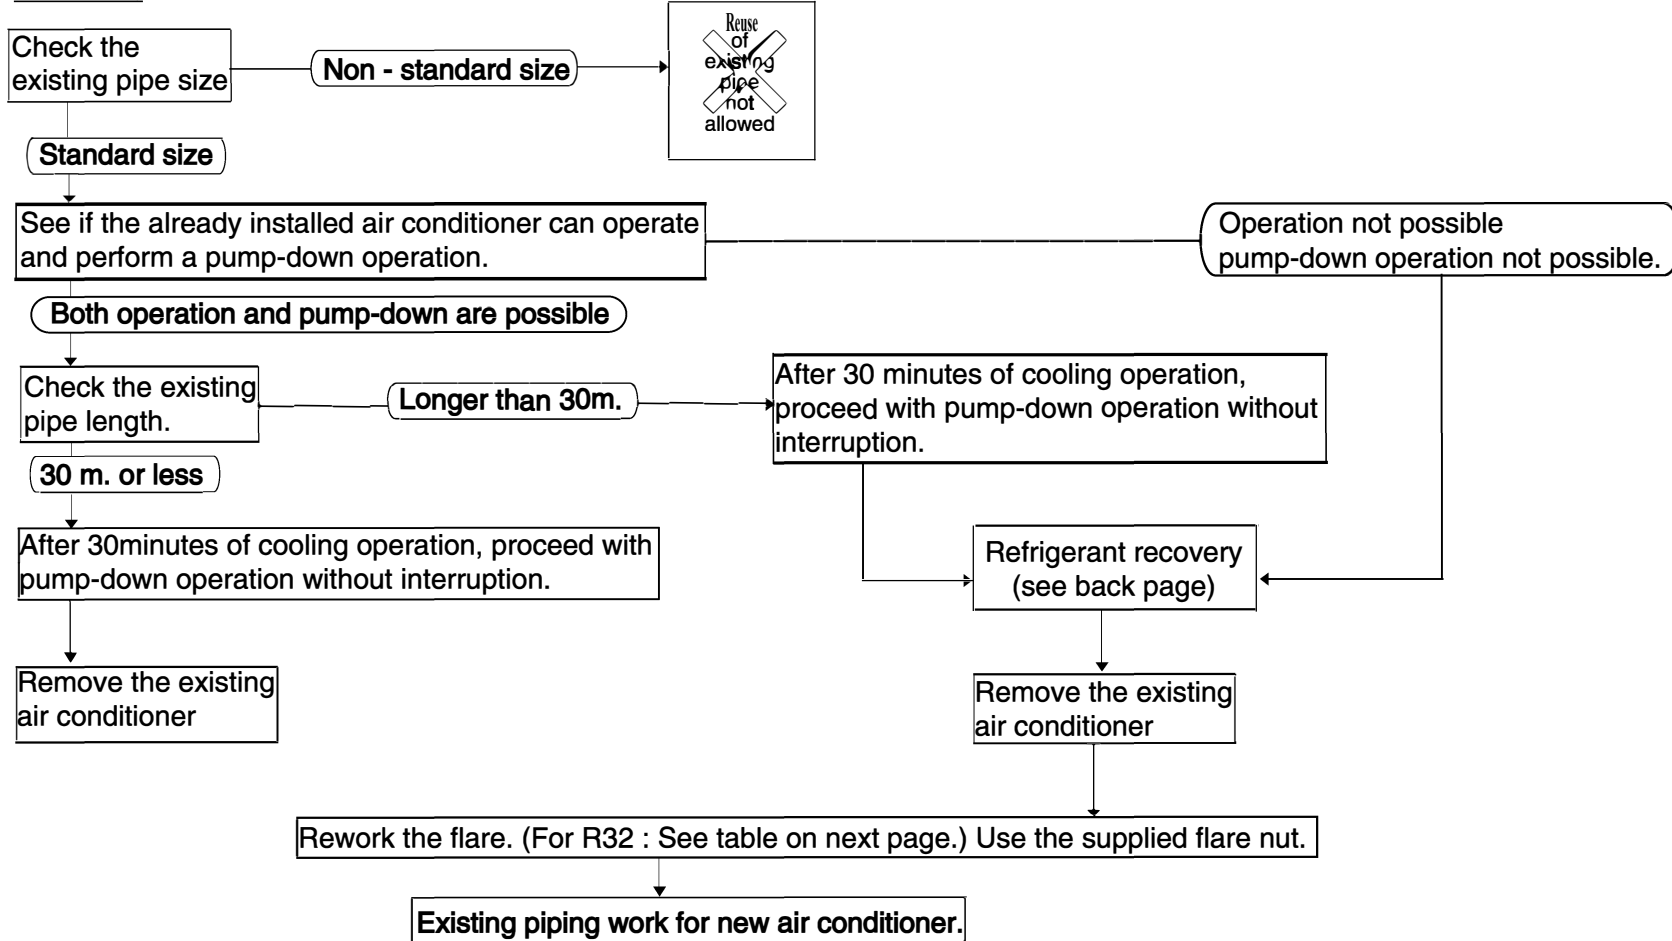 Check the
existing pipe size
Non - standard size
Reuse
of
existing
pipe
not
allowed
Standard size
See if the already installed air conditioner can operate
and perform a pump-down operation.
Operation not possible
pump-down operation not possible.
Both operation and pump-down are possible
Check the existing
pipe length.
Longer than 30m.
After 30 minutes of cooling operation,
proceed with pump-down operation without
interruption.
30 m. or less
After 30minutes of cooling operation, proceed with
pump-down operation without interruption.
Refrigerant recovery
(see back page)
Remove the existing
air conditioner
Remove the existing
air conditioner
Rework the flare. (For R32 : See table on next page.) Use the supplied flare nut.
Existing piping work for new air conditioner.